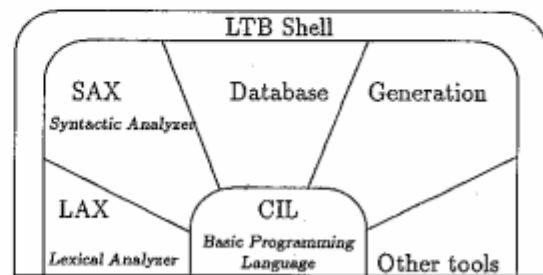 LTB Shell
SAX
Syntactic Analyzer
Database
Generation
LAX
Lexical Analyzer
CIL
Basic Programming
Language
Other tools